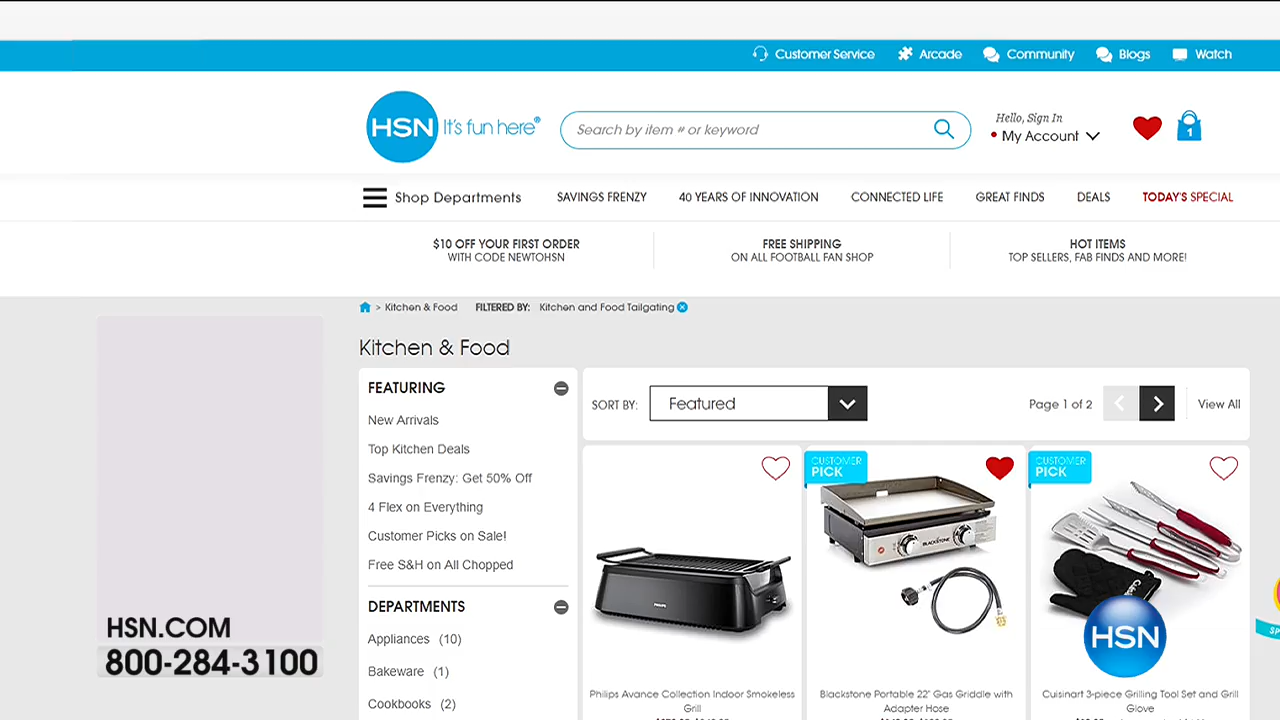 Customer Service Arcade Community Blogs Watch
HSN It's fun here®
Search by item # or keyword
Hello, Sign In
My Account
1
Shop Departments SAVINGS FRENZY 40 YEARS OF INNOVATION CONNECTED LIFE GREAT FINDS DEALS TODAY'S SPECIAL
$10 OFF YOUR FIRST ORDER
WITH CODE NEWTOHSN
FREE SHIPPING
ON ALL FOOTBALL FAN SHOP
HOT ITEMS
TOP SELLERS, FAB FINDS AND MORE!
> Kitchen & Food FILTERED BY: Kitchen and Food Tailgating
Kitchen & Food
FEATURING
New Arrivals
Top Kitchen Deals
Savings Frenzy: Get 50% Off
4 Flex on Everything
Customer Picks on Sale!
Free S&H on All Chopped
DEPARTMENTS
Appliances (10)
Bakeware (1)
Cookbooks (2)
SORT BY: Featured
Page 1 of 2 View All
PHILIPS
Philips Avance Collection Indoor Smokeless
Grill
CUSTOMER
PICK
BLACKSTONE
Blackstone Portable 22" Gas Griddle with
Adapter Hose
CUSTOMER
PICK
Cuisinart 3-piece Grilling Tool Set and Grill
Glove
HSN
HSN.COM
800-284-3100